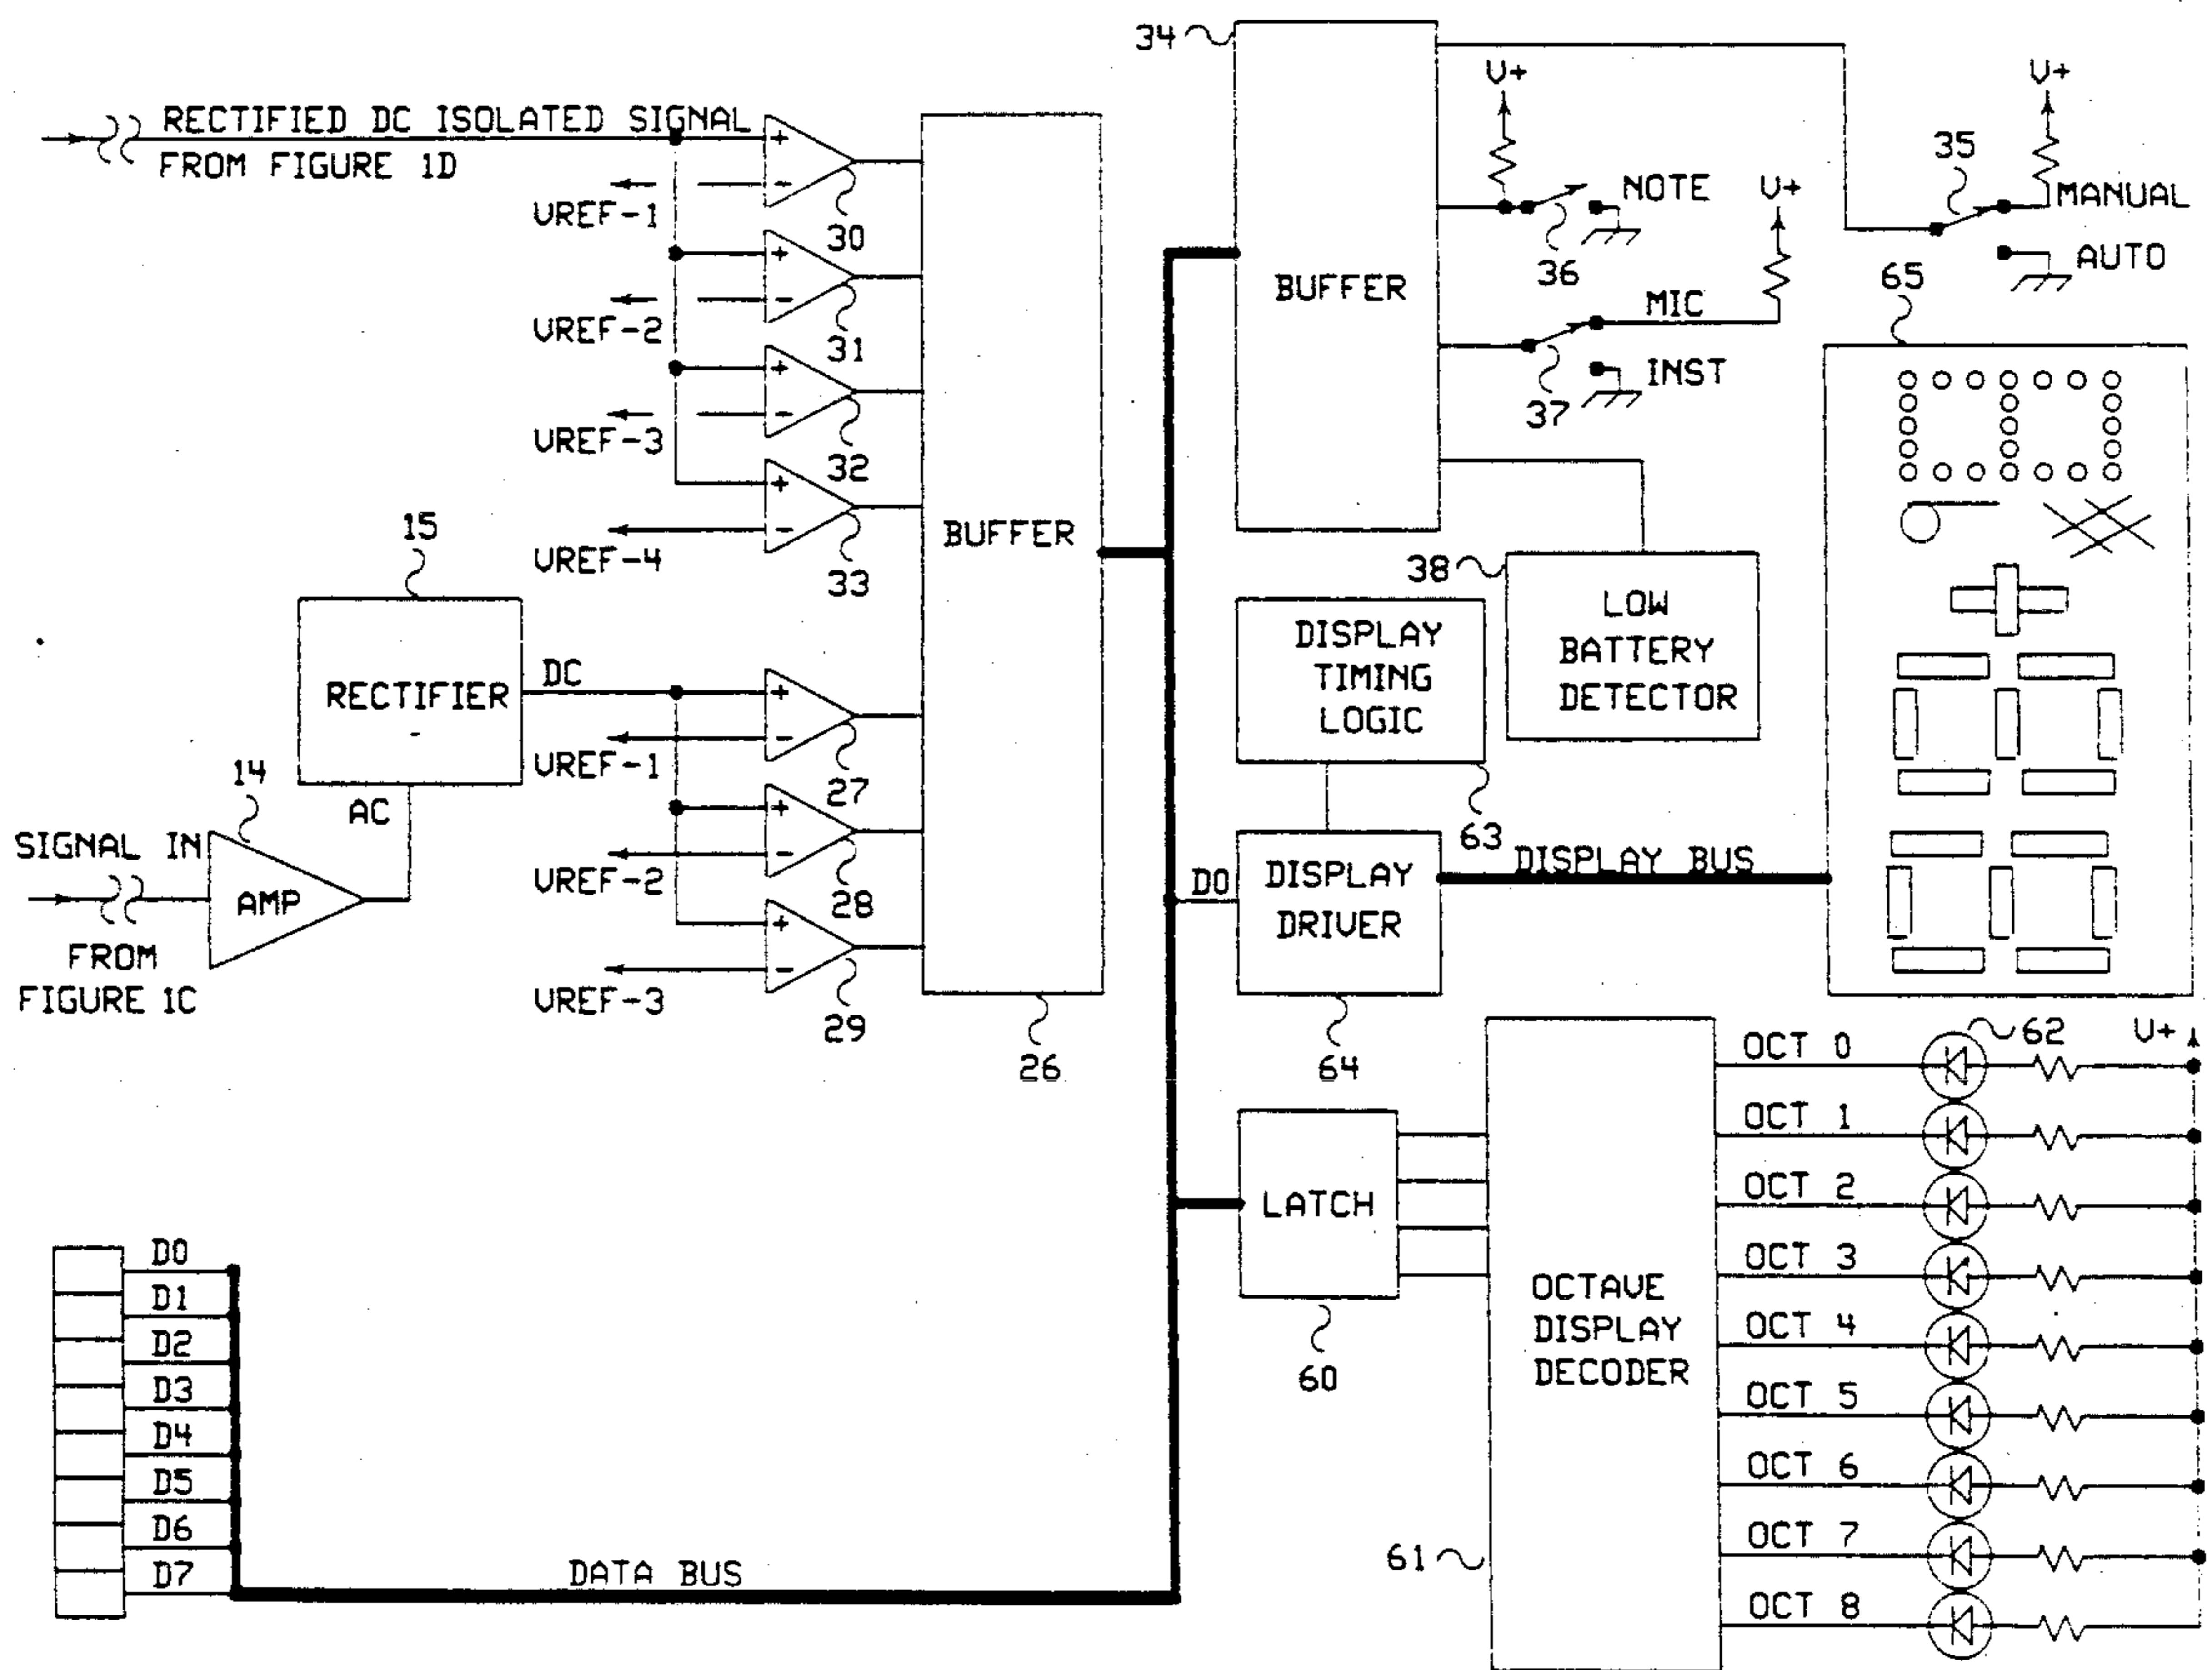 34
V+
V+
RECTIFIED DC ISOLATED SIGNAL
FROM FIGURE 1D
+
-
VREF-1
30
NOTE
36
V+
35
MANUAL
AUTO
+
-
VREF-2
31
BUFFER
MIC
INST
37
65
+
-
VREF-3
32
+
-
VREF-4
33
BUFFER
15
RECTIFIER
DC
38
LOW
BATTERY
DETECTOR
DISPLAY
TIMING
LOGIC
63
+
-
VREF-1
27
14
AC
SIGNAL IN
AMP
FROM
FIGURE 1C
+
-
VREF-2
28
+
-
VREF-3
29
26
D0
DISPLAY
DRIVER
64
DISPLAY BUS
62
V+
OCT 0
OCT 1
OCT 2
OCT 3
OCT 4
OCT 5
OCT 6
OCT 7
OCT 8
LATCH
60
OCTAVE
DISPLAY
DECODER
61
D0
D1
D2
D3
D4
D5
D6
D7
DATA BUS